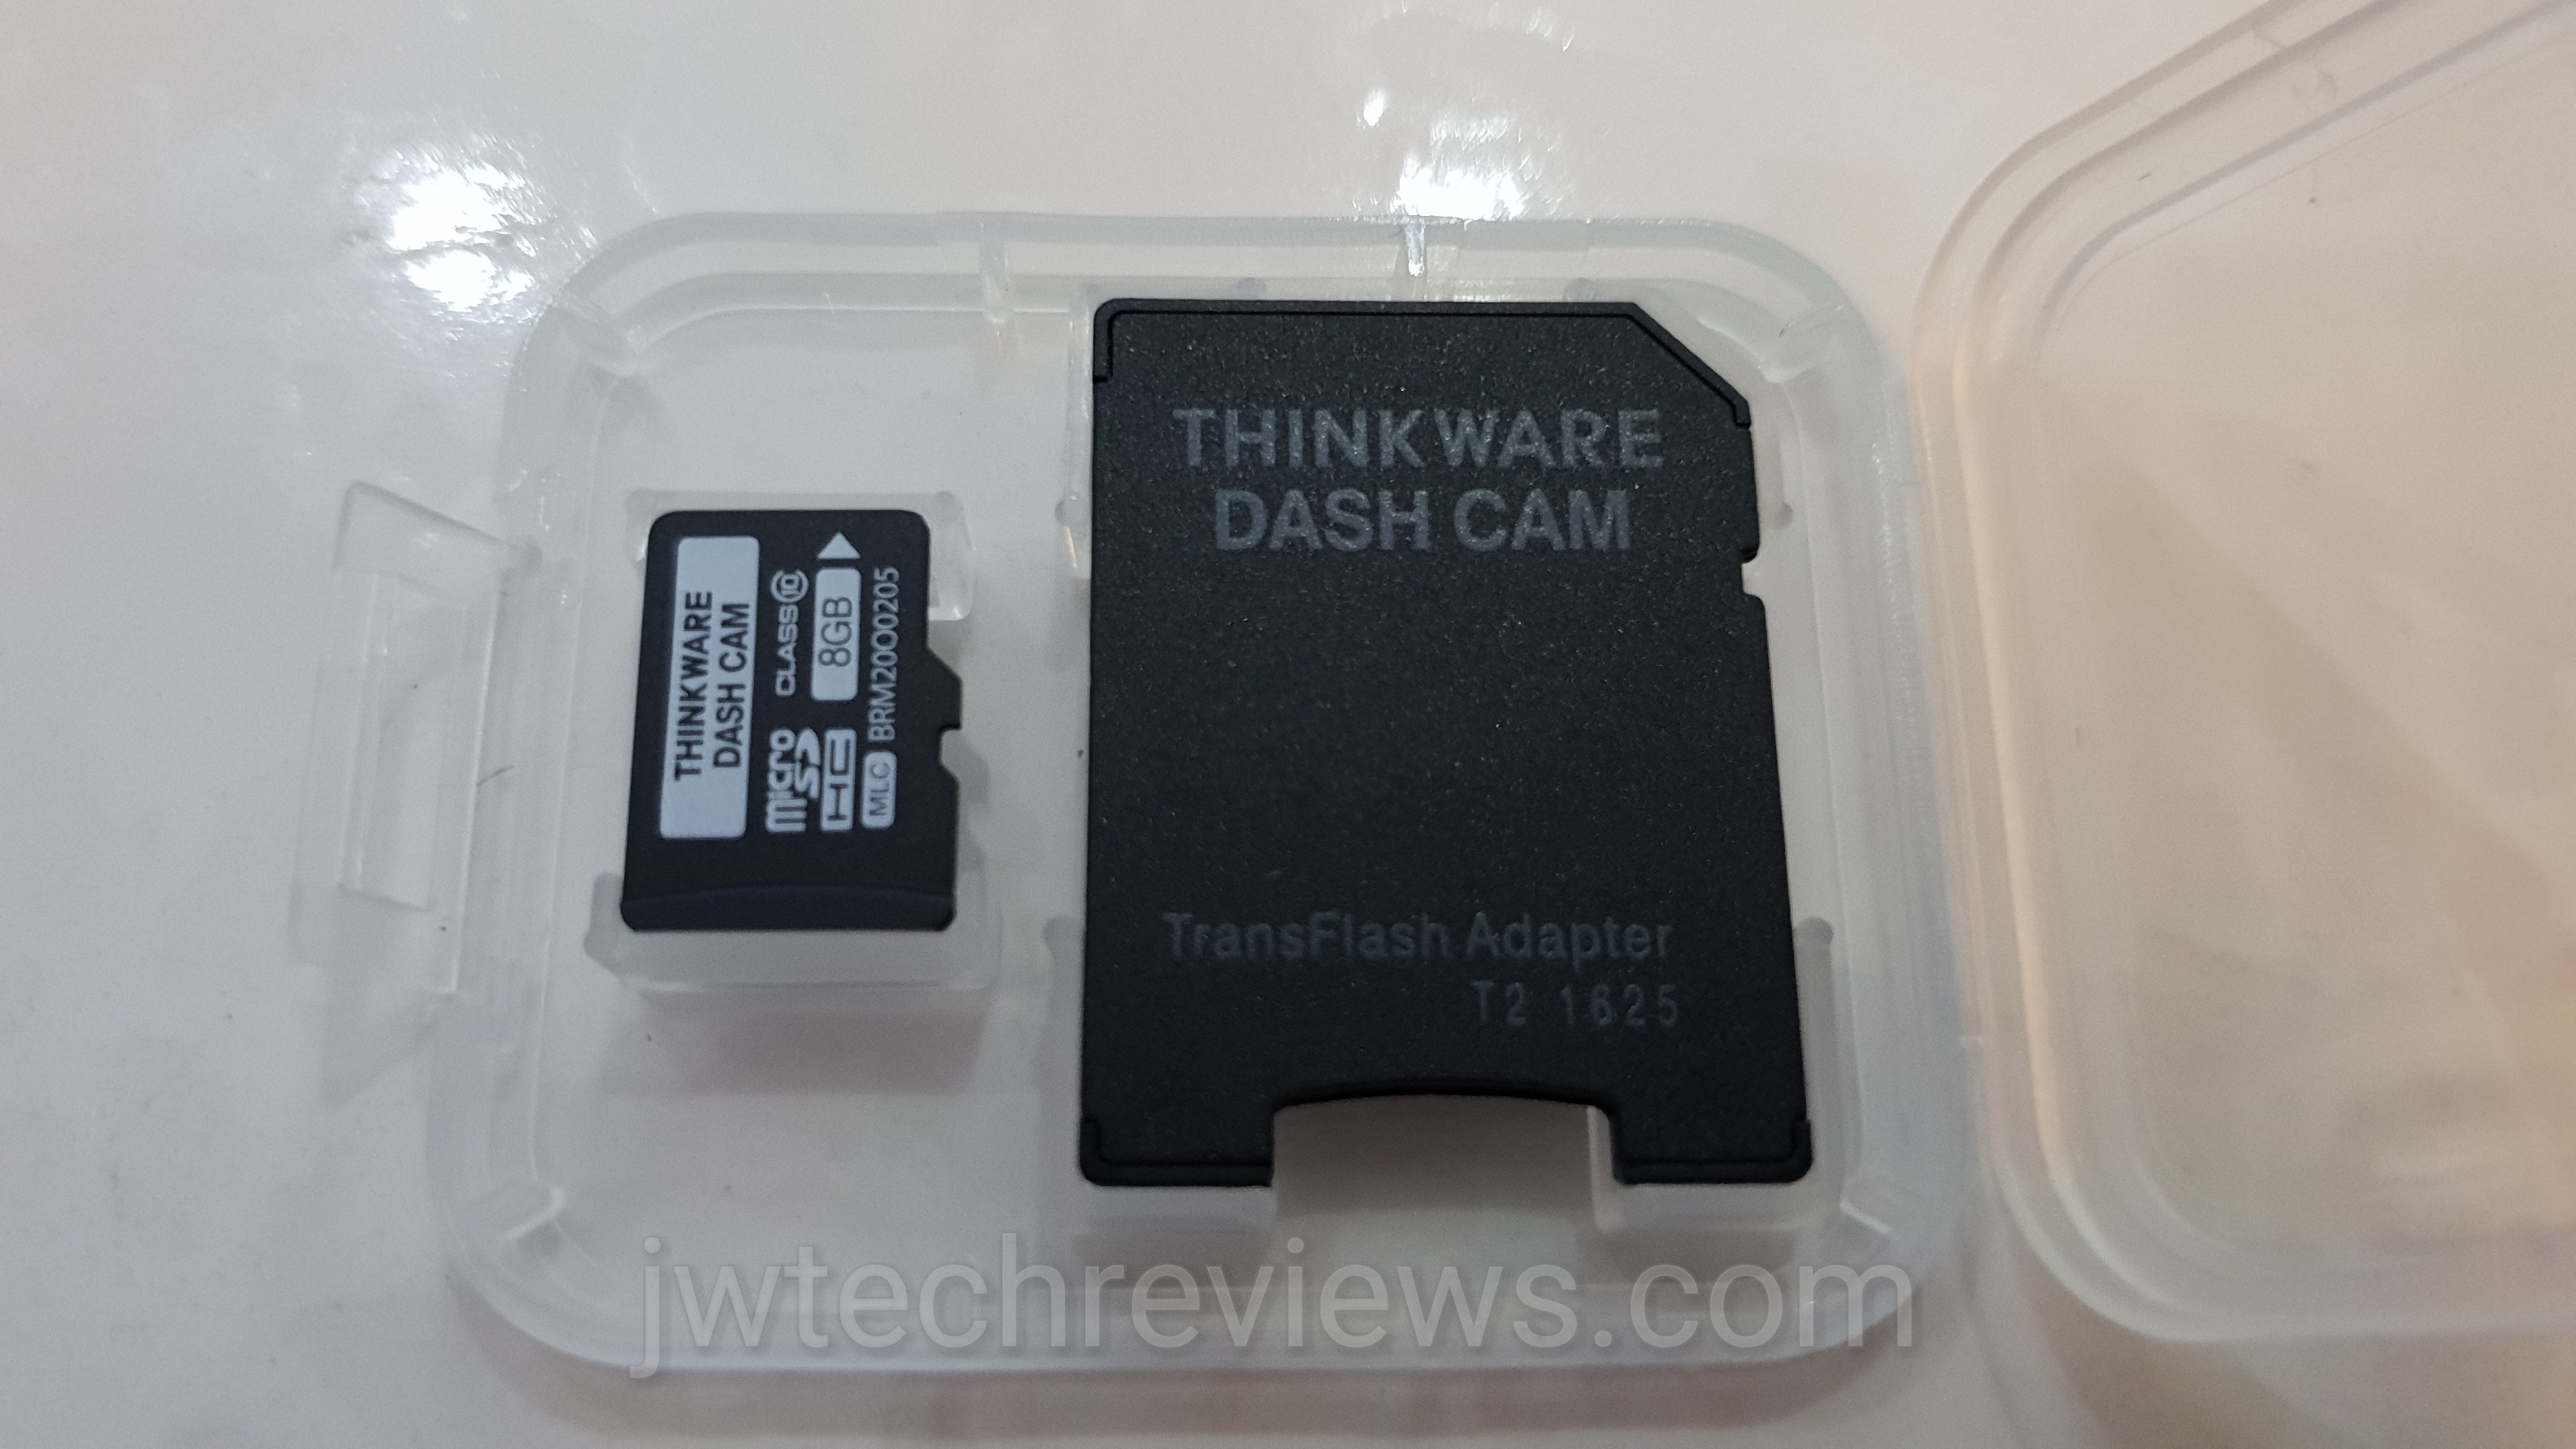 THINKWARE
DASH CAM
micro SD HC CLASS 10
8GB
MLC BRM20O0205
THINKWARE
DASH CAM
TransFlash Adapter
T2 1625
jwtechreviews.com